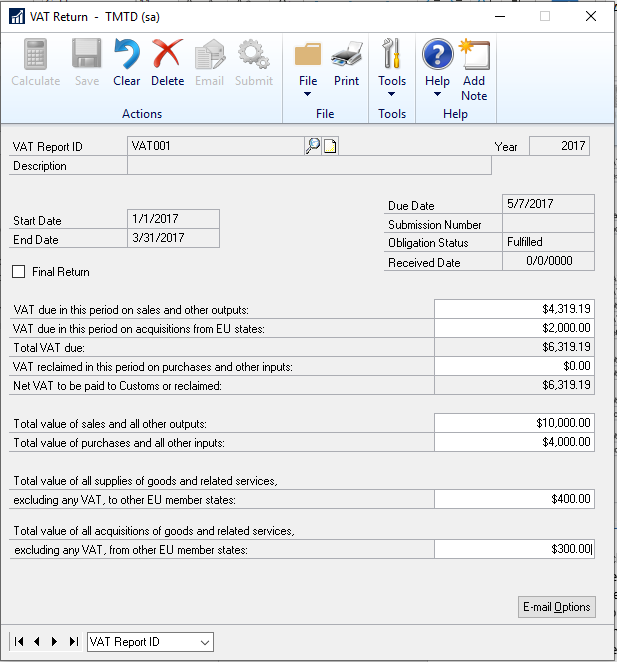 VAT Return - TMTD (sa)
Calculate Save Clear Delete Email Submit File Print Tools Help Add Note
Actions File Tools Help
VAT Report ID VAT001 Year 2017
Description
Due Date 5/7/2017
Start Date 1/1/2017 Submission Number
End Date 3/31/2017 Obligation Status Fulfilled
Received Date 0/0/0000
Final Return
VAT due in this period on sales and other outputs: $4,319.19
VAT due in this period on acquisitions from EU states: $2,000.00
Total VAT due: $6,319.19
VAT reclaimed in this period on purchases and other inputs: $0.00
Net VAT to be paid to Customs or reclaimed: $6,319.19
Total value of sales and all other outputs: $10,000.00
Total value of purchases and all other inputs: $4,000.00
Total value of all supplies of goods and related services,
excluding any VAT, to other EU member states: $400.00
Total value of all acquisitions of goods and related services,
excluding any VAT, from other EU member states: $300.00
E-mail Options
VAT Report ID